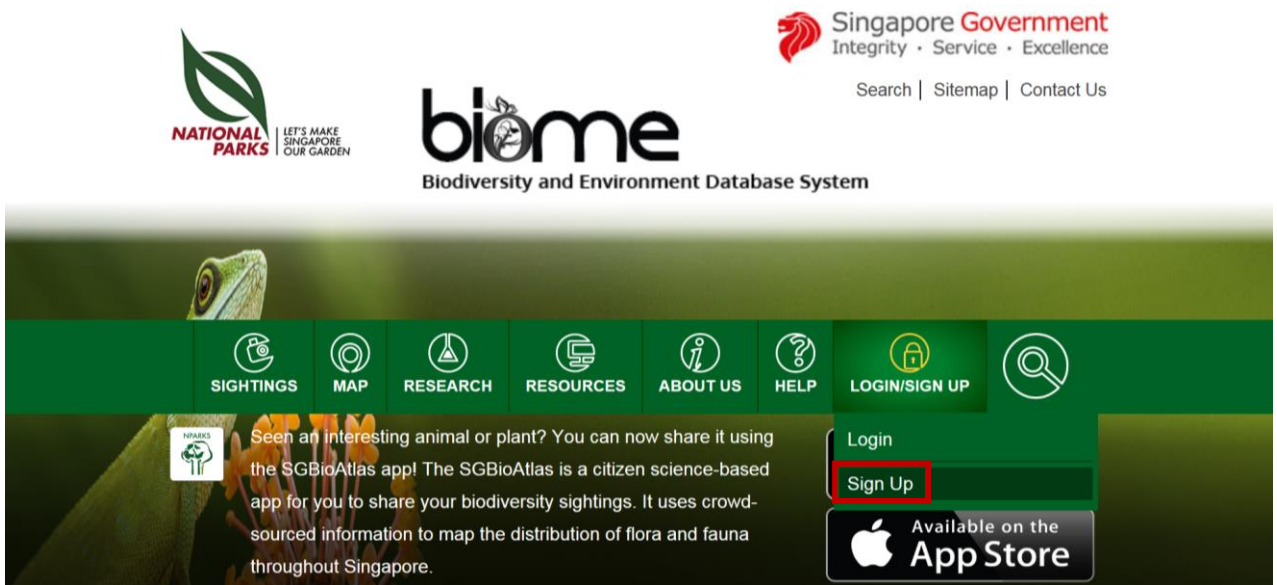 Singapore Government
Integrity · Service · Excellence
Search | Sitemap | Contact Us
NATIONAL
PARKS
LET'S MAKE
SINGAPORE
OUR GARDEN
biome
Biodiversity and Environment Database System
SIGHTINGS
MAP
RESEARCH
RESOURCES
ABOUT US
HELP
LOGIN/SIGN UP
Login
Sign Up
NPARKS
Seen an interesting animal or plant? You can now share it using
the SGBioAtlas app! The SGBioAtlas is a citizen science-based
app for you to share your biodiversity sightings. It uses crowd-
sourced information to map the distribution of flora and fauna
throughout Singapore.
Available on the
App Store